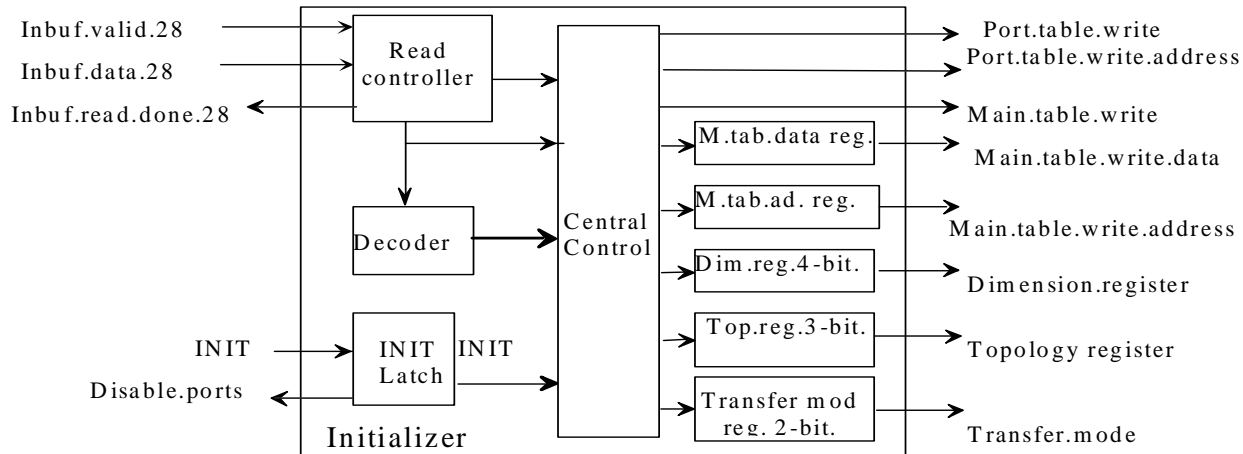 Inbuf.valid.28
Inbuf.data.28
Inbuf.read.done.28
Read
controller
Decoder
INIT
Disable.ports
INIT
Latch
INIT
Initializer
Central
Control
M.tab.data reg.
M.tab.ad. reg.
Dim.reg.4-bit.
Top.reg.3-bit.
Transfer mod
reg. 2-bit.
Port.table.write
Port.table.write.address
Main.table.write
Main.table.write.data
Main.table.write.address
Dimension.register
Topology register
Transfer.mode